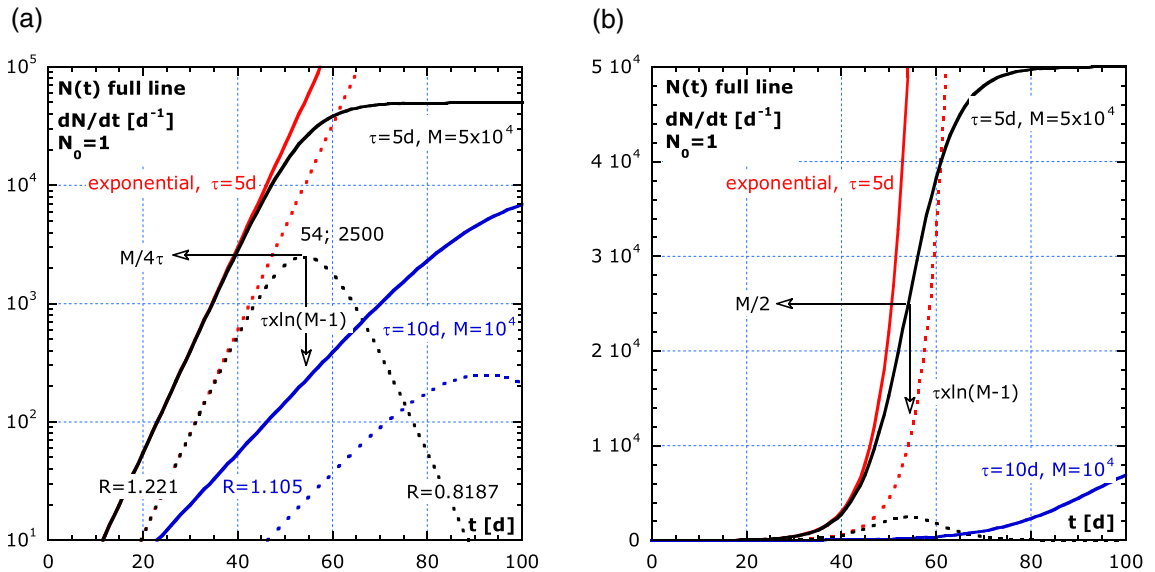 (a)
10⁵
10⁴
10³
10²
10¹
N(t) full line
dN/dt [d⁻¹]
N₀=1
τ=5d, M=5x10⁴
exponential, τ=5d
54; 2500
M/4τ
τxln(M-1)
τ=10d, M=10⁴
R=1.221
R=1.105
R=0.8187
t [d]
0 20 40 60 80 100
(b)
5 10⁴
4 10⁴
3 10⁴
2 10⁴
1 10⁴
0
N(t) full line
dN/dt [d⁻¹]
N₀=1
τ=5d, M=5x10⁴
exponential, τ=5d
M/2
τxln(M-1)
τ=10d, M=10⁴
t [d]
0 20 40 60 80 100